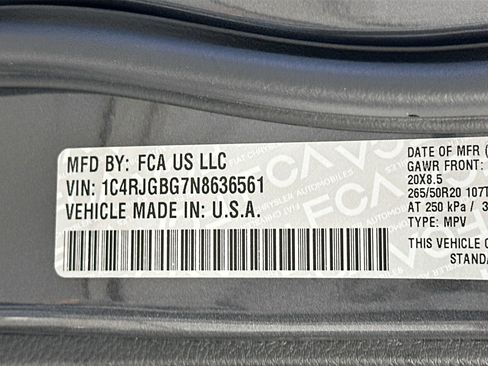 MFD BY: FCA US LLC
VIN: 1C4RJGBG7N8636561
VEHICLE MADE IN: U.S.A.
DATE OF MFR (
GAWR FRONT:
20X8.5
265/50R20 107T
AT 250 kPa / 3
TYPE: MPV
THIS VEHICLE C
STANDA